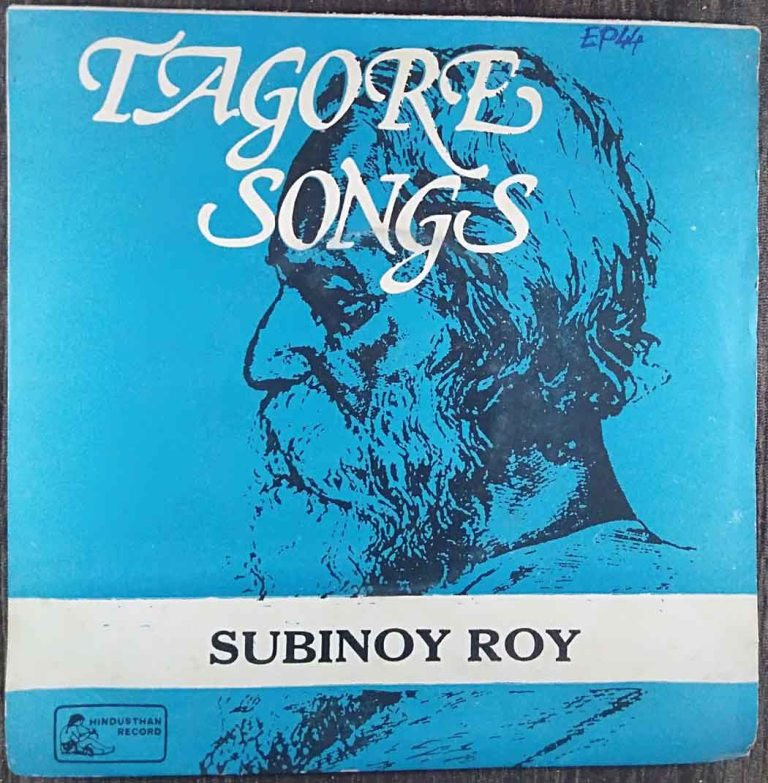 EP44
TAGORE
SONGS
SUBINOY ROY
HINDUSTHAN
RECORD